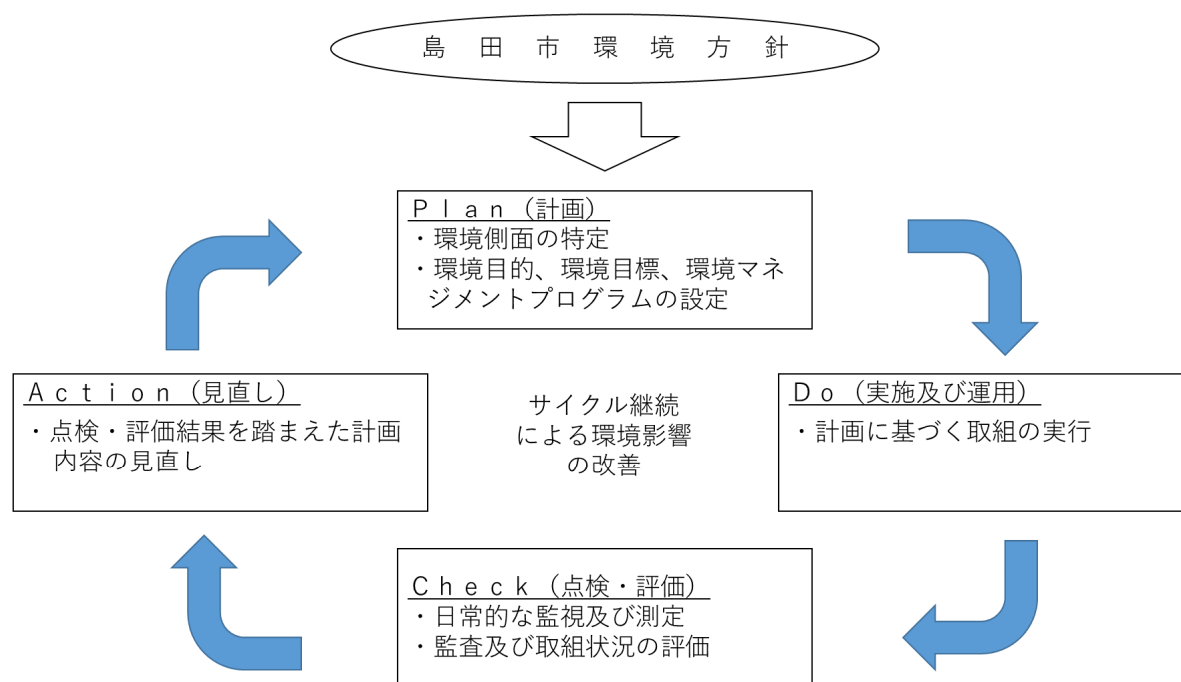 島田市環境方針
Ｐｌａｎ（計画）
・環境側面の特定
・環境目的、環境目標、環境マネ
ジメントプログラムの設定
Ａｃｔｉｏｎ（見直し）
・点検・評価結果を踏まえた計画
内容の見直し
サイクル継続
による環境影響
の改善
Ｄｏ（実施及び運用）
・計画に基づく取組の実行
Ｃｈｅｃｋ（点検・評価）
・日常的な監視及び測定
・監査及び取組状況の評価